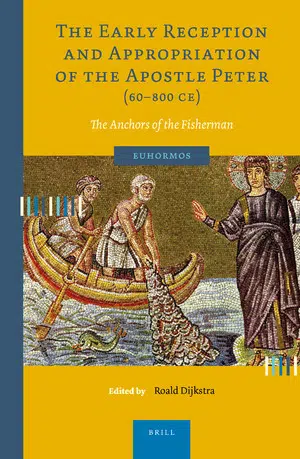 The Early Reception
and Appropriation
of the Apostle Peter
(60–800 CE)
The Anchors of the Fisherman
EUHORMOS
Edited by Roald Dijkstra
BRILL